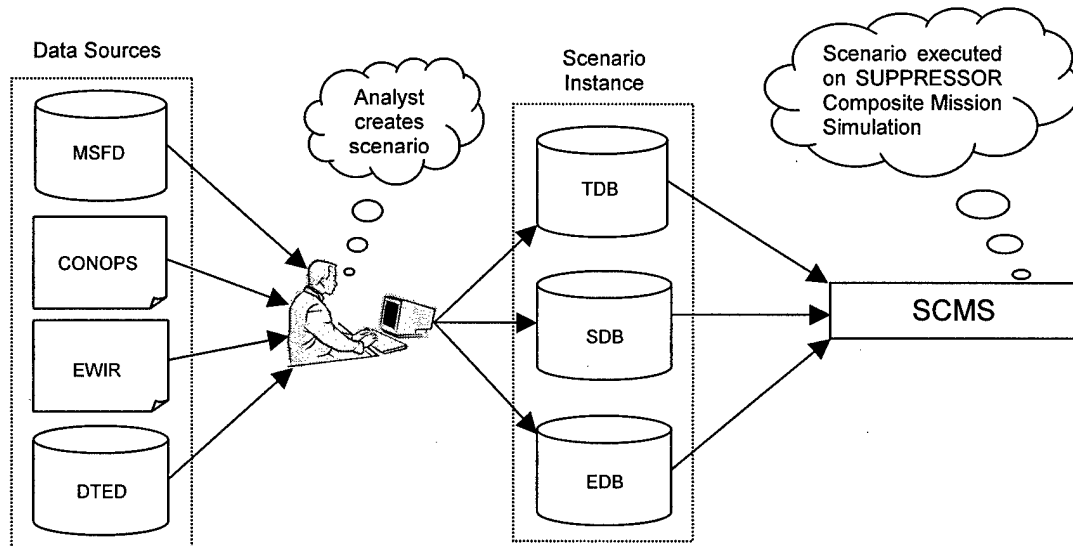 Data Sources
MSFD
CONOPS
EWIR
DTED
Analyst
creates
scenario
Scenario
Instance
TDB
SDB
EDB
Scenario executed
on SUPPRESSOR
Composite Mission
Simulation
SCMS